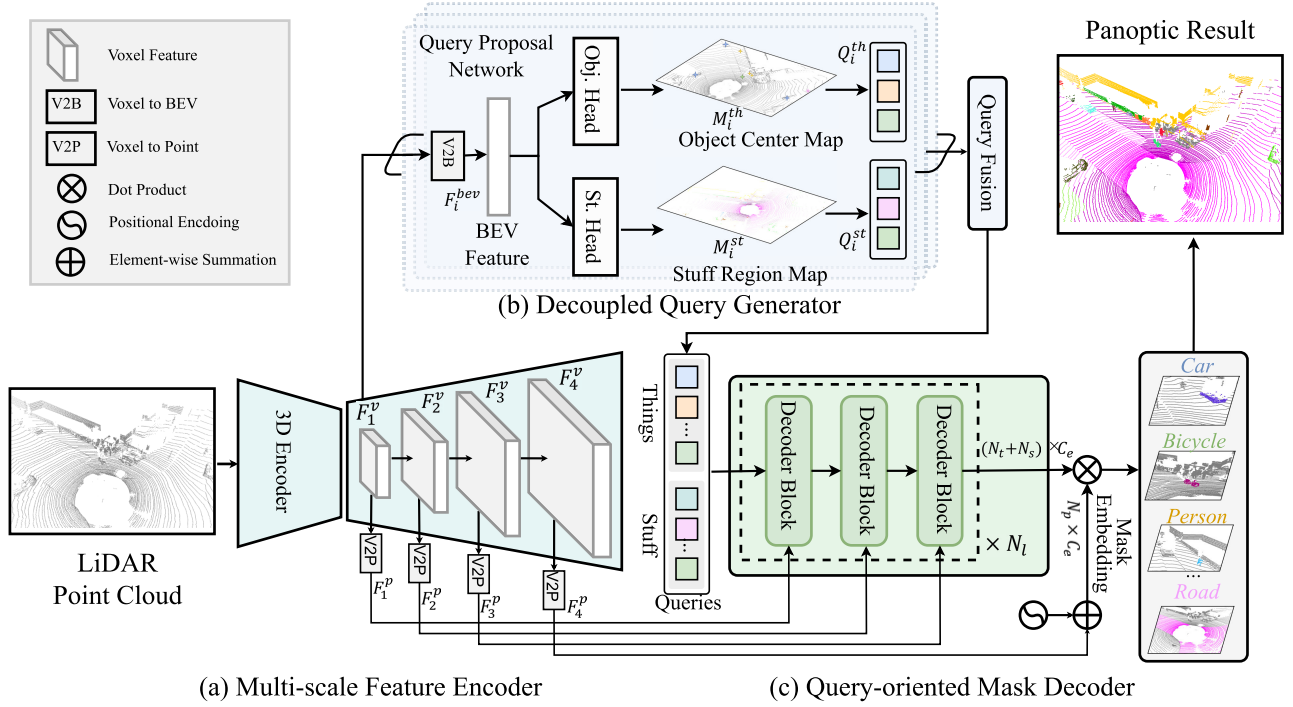 Voxel Feature
V2B
Voxel to BEV
V2P
Voxel to Point
Dot Product
Positional Encdoing
Element-wise Summation
Query Proposal
Network
V2B
F_i^{bev}
BEV
Feature
Obj. Head
St. Head
M_i^{th}
Object Center Map
M_i^{st}
Stuff Region Map
Q_i^{th}
Q_i^{st}
Query Fusion
(b) Decoupled Query Generator
Panoptic Result
LiDAR
Point Cloud
3D Encoder
F_1^v
F_2^v
F_3^v
F_4^v
V2P
V2P
V2P
V2P
F_1^p
F_2^p
F_3^p
F_4^p
(a) Multi-scale Feature Encoder
Things
...
Stuff
...
Queries
Decoder Block
Decoder Block
Decoder Block
× N_l
(N_t+N_s) ×C_e
N_p × C_e
Mask
Embedding
Car
Bicycle
Person
...
Road
(c) Query-oriented Mask Decoder